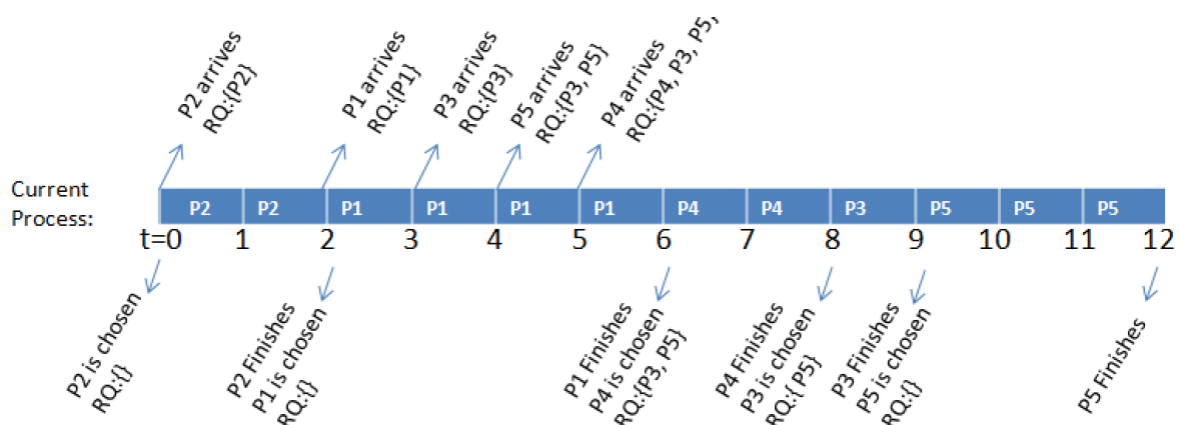 P2 arrives
RQ:{P2}
P1 arrives
RQ:{P1}
P3 arrives
RQ:{P3}
P5 arrives
RQ:{P3, P5}
P4 arrives
RQ:{P4, P3, P5,
Current
Process:
P2 P2 P1 P1 P1 P1 P4 P4 P3 P5 P5 P5
t=0 1 2 3 4 5 6 7 8 9 10 11 12
P2 is chosen
RQ:{}
P2 Finishes
P1 is chosen
RQ:{}
P1 Finishes
P4 is chosen
RQ:{P3, P5}
P4 Finishes
P3 is chosen
RQ:{ P5}
P3 Finishes
P5 is chosen
RQ:{}
P5 Finishes